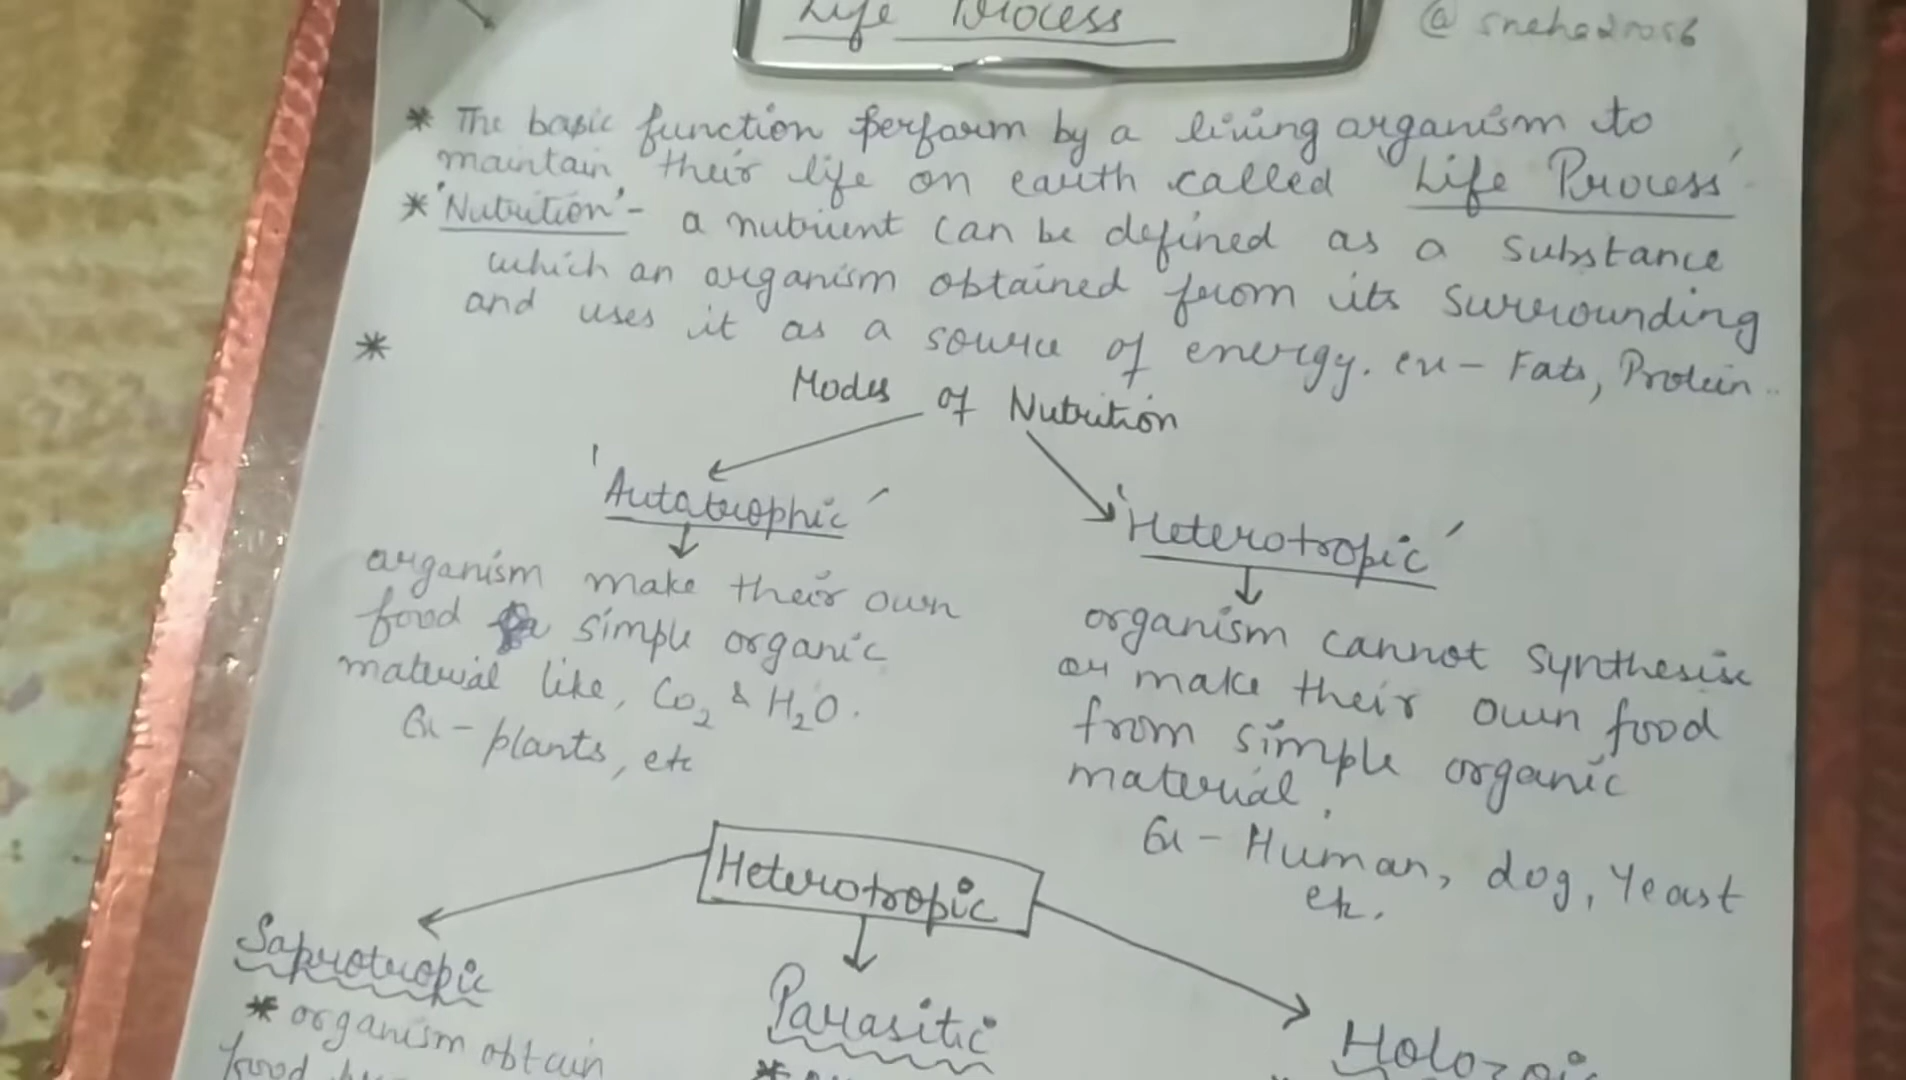 Life Process
@ sneha2r056
* The basic function perform by a living organism to
maintain their life on earth called 'Life Process'
* 'Nutrition' - a nutrient can be defined as a substance
which an organism obtained from its surrounding
and uses it as a source of energy. ex - Fats, Protein..
*
Modes of Nutrition
'Autotrophic'
organism make their own
food simple organic
material like, Co₂ & H₂O.
Ex - plants, etc
'Heterotropic'
organism cannot synthesise
or make their own food
from simple organic
material.
Ex - Human, dog, Yeast
etc.
Heterotropic
Saprotropic
* organism obtain
food
Parasitic
*
Holozoic